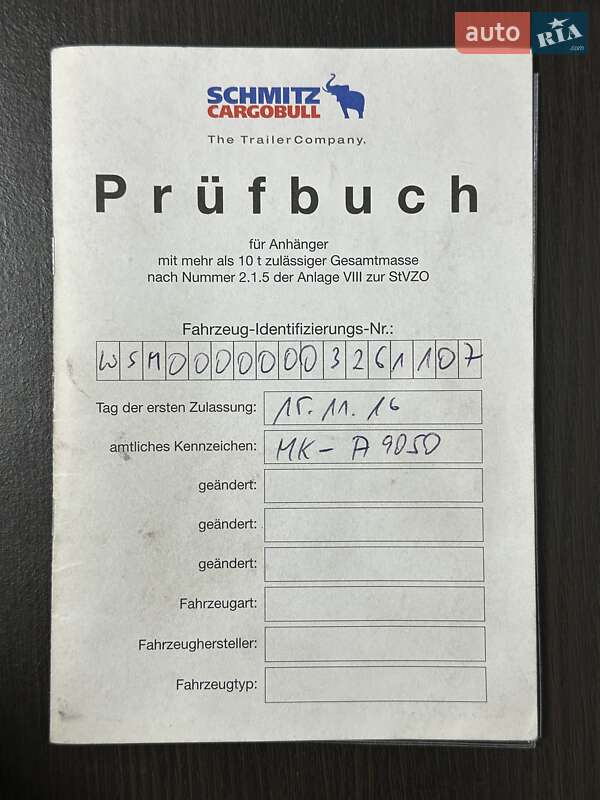 auto RIA.com
SCHMITZ
CARGOBULL
The TrailerCompany.
Prüfbuch
für Anhänger
mit mehr als 10 t zulässiger Gesamtmasse
nach Nummer 2.1.5 der Anlage VIII zur StVZO
Fahrzeug-Identifizierungs-Nr.:
WSM00000003261107
Tag der ersten Zulassung: 15.11.16
amtliches Kennzeichen: MK-A9050
geändert:
geändert:
geändert:
Fahrzeugart:
Fahrzeughersteller:
Fahrzeugtyp: